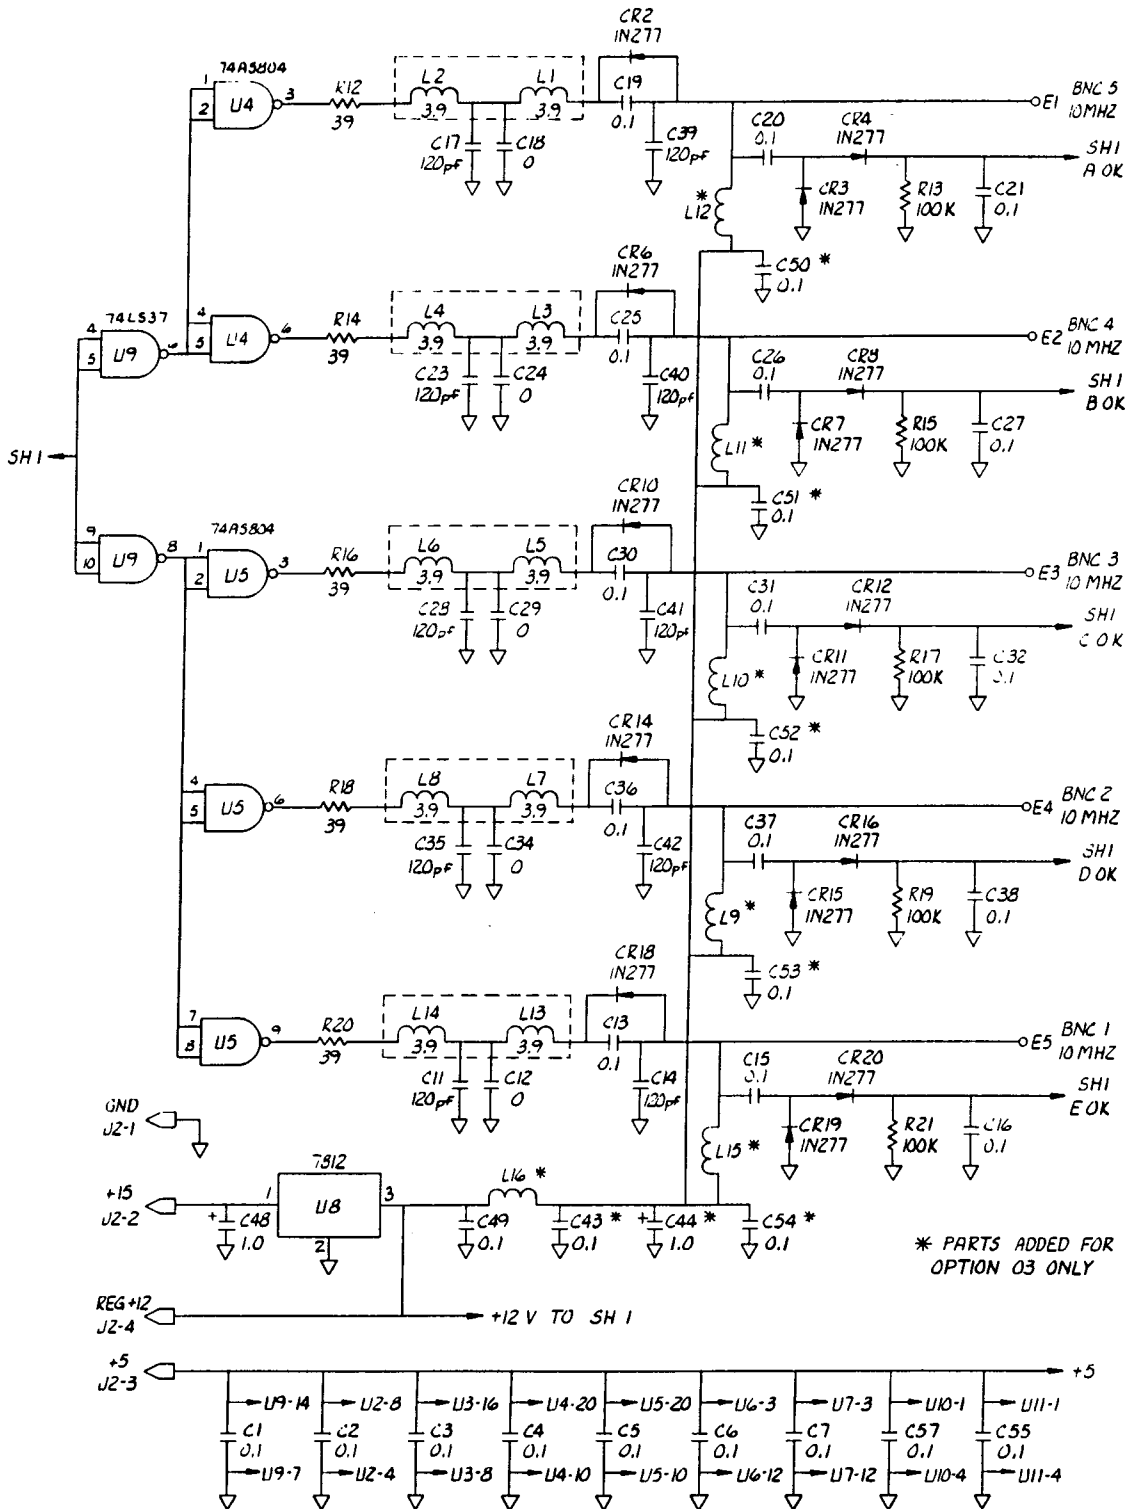 CR2
1N277
74AS804
1
2
U4
3
R12
39
L2
3.9
L1
3.9
C19
0.1
C17
120pf
C18
0
C39
120pf
E1
BNC 5
10MHZ
C20
0.1
CR4
1N277
SH1
A OK
CR3
1N277
R13
100K
C21
0.1
*
L12
C50 *
0.1
CR6
1N277
74LS37
4
5
U9
6
4
5
U4
6
R14
39
L4
3.9
L3
3.9
C25
0.1
C23
120pf
C24
0
C40
120pf
E2
BNC 4
10 MHZ
C26
0.1
CR8
1N277
SH1
B OK
CR7
1N277
R15
100K
C27
0.1
L11 *
C51 *
0.1
SH 1
CR10
1N277
9
10
U9
8
74AS804
1
2
U5
3
R16
39
L6
3.9
L5
3.9
C30
0.1
C28
120pf
C29
0
C41
120pf
E3
BNC 3
10 MHZ
C31
0.1
CR12
1N277
SH1
C OK
CR11
1N277
R17
100K
C32
0.1
L10 *
C52 *
0.1
CR14
1N277
4
5
U5
6
R18
39
L8
3.9
L7
3.9
C36
0.1
C35
120pf
C34
0
C42
120pf
E4
BNC 2
10 MHZ
C37
0.1
CR16
1N277
SH1
D OK
CR15
1N277
R19
100K
C38
0.1
L9 *
C53 *
0.1
CR18
1N277
7
8
U5
9
R20
39
L14
3.9
L13
3.9
C13
0.1
C11
120pf
C12
0
C14
120pf
E5
BNC 1
10 MHZ
C15
0.1
CR20
1N277
SH1
E OK
CR19
1N277
R21
100K
C16
0.1
L15 *
GND
J2-1
7812
+15
J2-2
1
U8
3
2
+
C48
1.0
L16 *
C49
0.1
C43 *
0.1
+
C44 *
1.0
C54 *
0.1
* PARTS ADDED FOR
OPTION 03 ONLY
REG +12
J2-4
+12 V TO SH 1
+5
J2-3
+5
U9-14
C1
0.1
U9-7
U2-8
C2
0.1
U2-4
U3-16
C3
0.1
U3-8
U4-20
C4
0.1
U4-10
U5-20
C5
0.1
U5-10
U6-3
C6
0.1
U6-12
U7-3
C7
0.1
U7-12
U10-1
C57
0.1
U10-4
U11-1
C55
0.1
U11-4